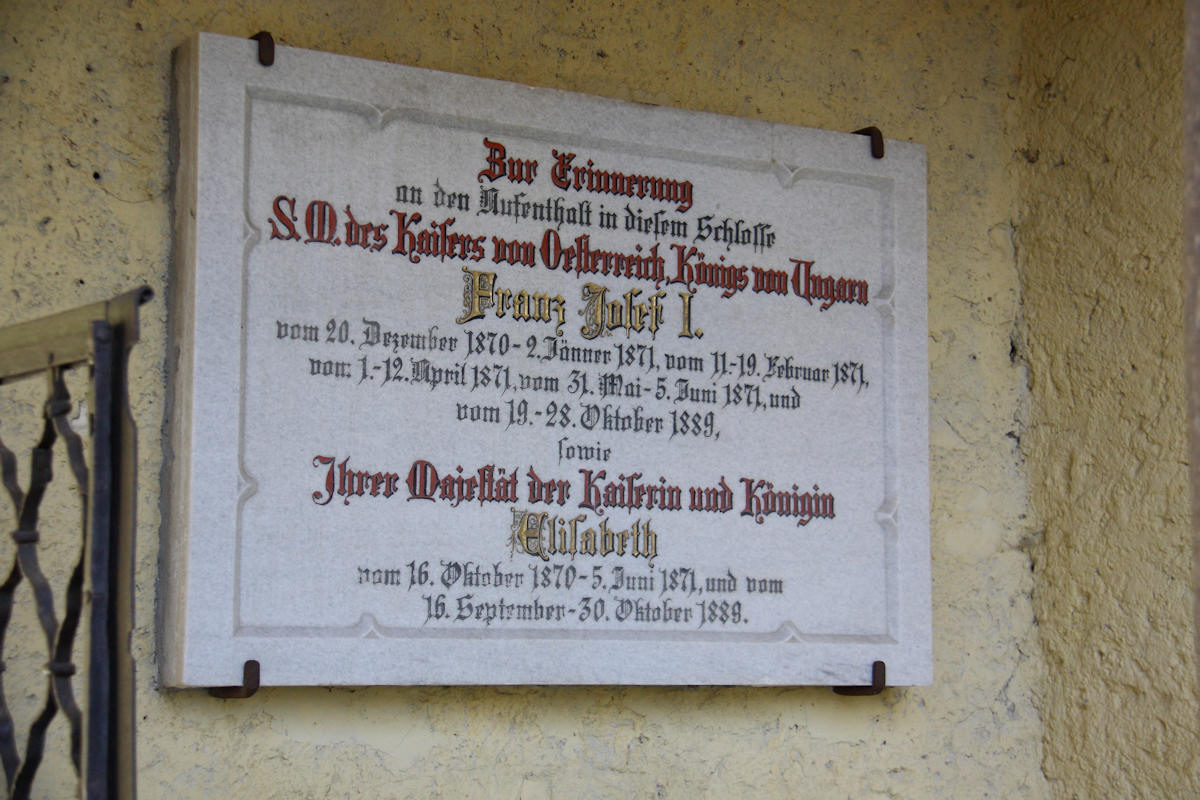 Zur Erinnerung
an den Aufenthalt in diesem Schlosse
S.M. des Kaisers von Oesterreich, Königs von Ungarn
Franz Josef I.
vom 20. Dezember 1870 - 2. Jänner 1871, vom 11.-19. Februar 1871,
vom 1.-12. April 1871, vom 31. Mai - 5. Juni 1871, und
vom 19.-28. Oktober 1889,
sowie
Ihrer Majestät der Kaiserin und Königin
Elisabeth
vom 16. Oktober 1870 - 5. Juni 1871, und vom
16. September - 30. Oktober 1889.